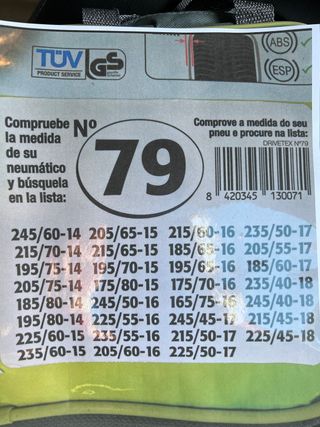 TÜV
PRODUCT SERVICE
GS
ABS
ESP
Compruebe
la medida
de su
neumático
y búsquela
en la lista:
Nº
79
Comprove a medida do seu
pneu e procure na lista:
DRIVETEX Nº79
8 420345 130071
245/60-14 205/65-15 215/60-16 235/50-17
215/70-14 215/65-15 185/65-16 205/55-17
195/75-14 195/70-15 195/65-16 185/60-17
205/75-14 175/80-15 175/70-16 235/40-18
185/80-14 245/50-16 165/75-16 245/40-18
195/80-14 225/55-16 245/45-17 215/45-18
225/60-15 235/55-16 215/50-17 225/45-18
235/60-15 205/60-16 225/50-17